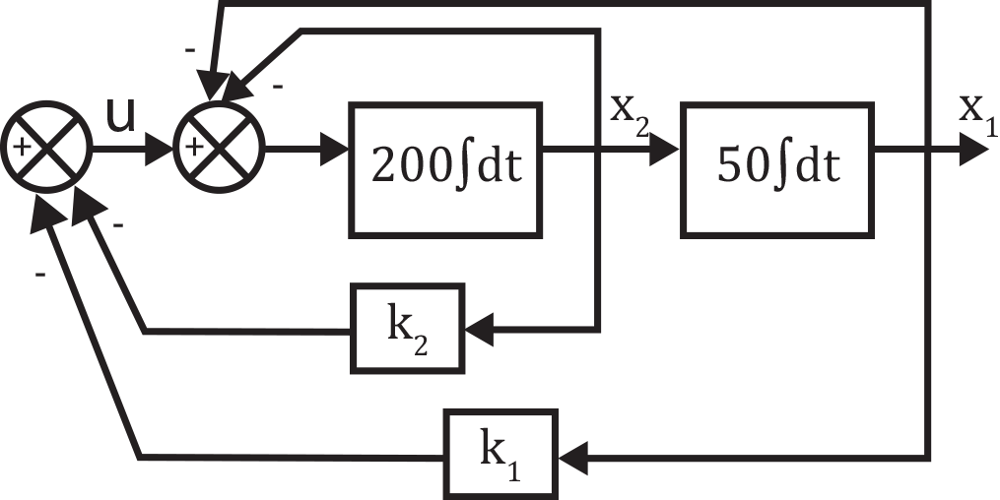 -
-
u
x₂
x₁
+
+
200∫dt
50∫dt
-
-
k₂
k₁